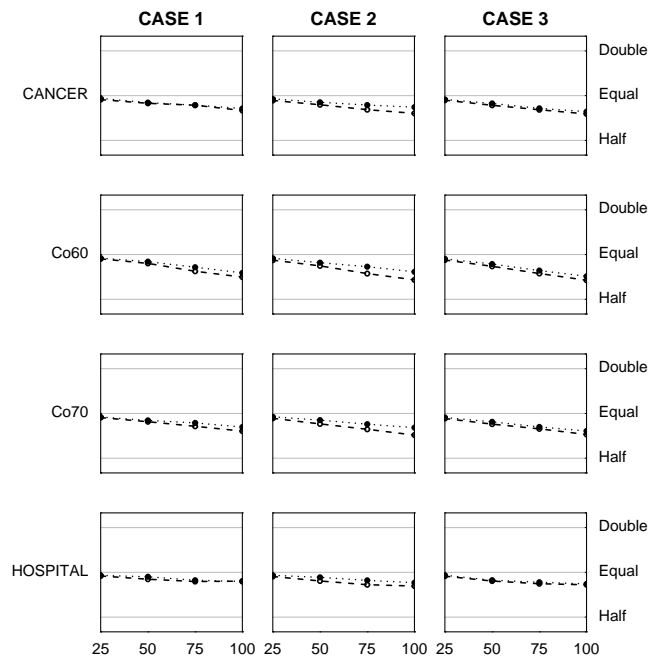 CASE 1 CASE 2 CASE 3
Double
CANCER Equal
Half
Double
Co60 Equal
Half
Double
Co70 Equal
Half
Double
HOSPITAL Equal
Half
25 50 75 100 25 50 75 100 25 50 75 100